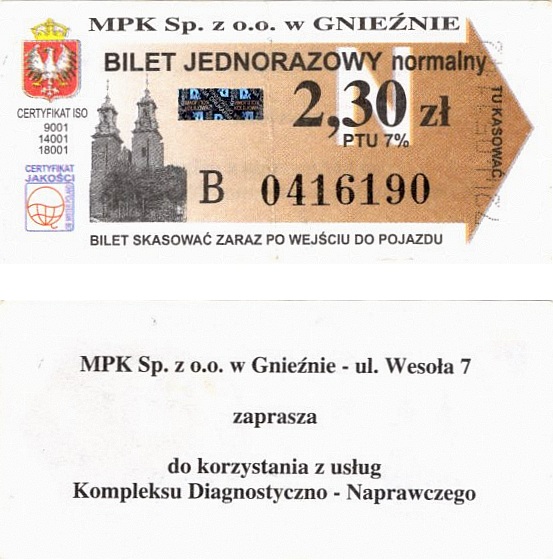 MPK Sp. z o.o. w GNIEŹNIE
BILET JEDNORAZOWY normalny
N
2,30 zł
PTU 7%
CERTYFIKAT ISO
9001
14001
18001
CERTYFIKAT
JAKOŚCI
B 0416190
TU KASOWAĆ
BILET SKASOWAĆ ZARAZ PO WEJŚCIU DO POJAZDU
MPK Sp. z o.o. w Gnieźnie - ul. Wesoła 7
zaprasza
do korzystania z usług
Kompleksu Diagnostyczno - Naprawczego